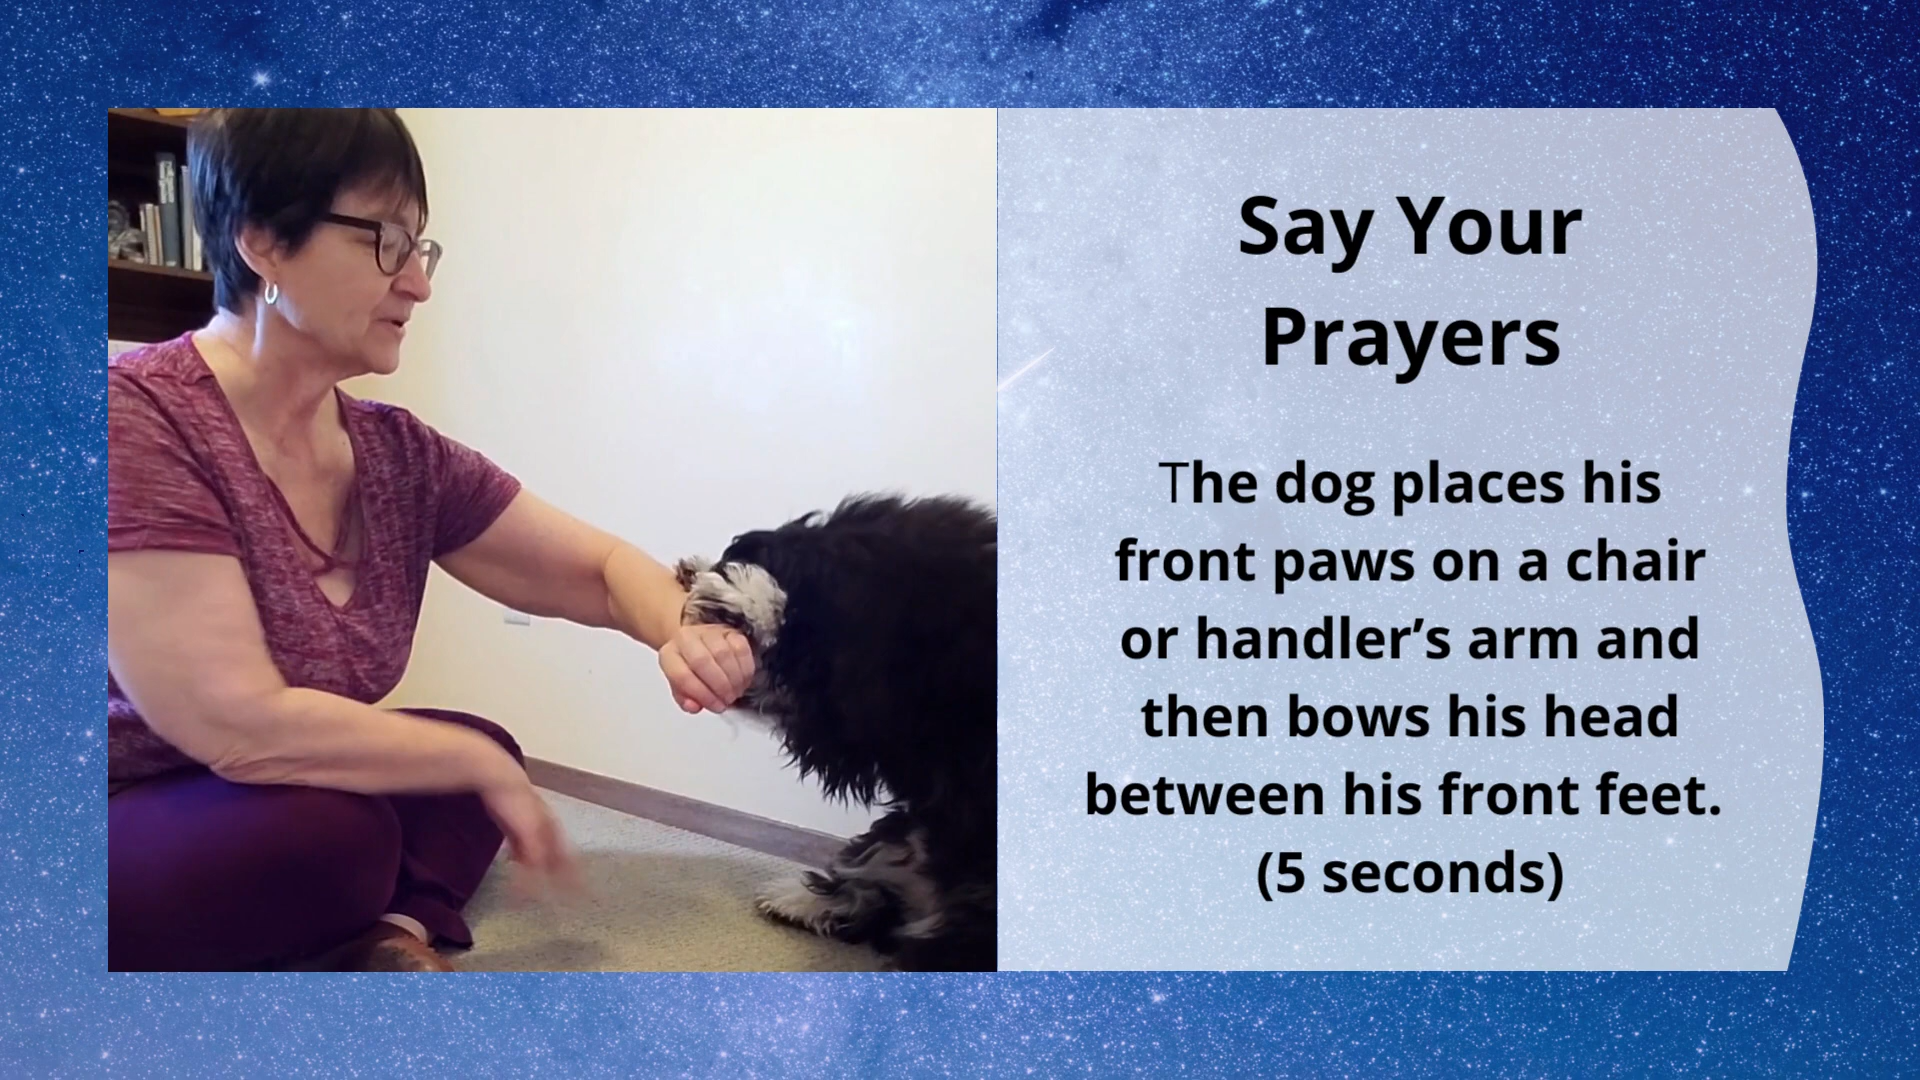 Say Your
Prayers
The dog places his
front paws on a chair
or handler’s arm and
then bows his head
between his front feet.
(5 seconds)